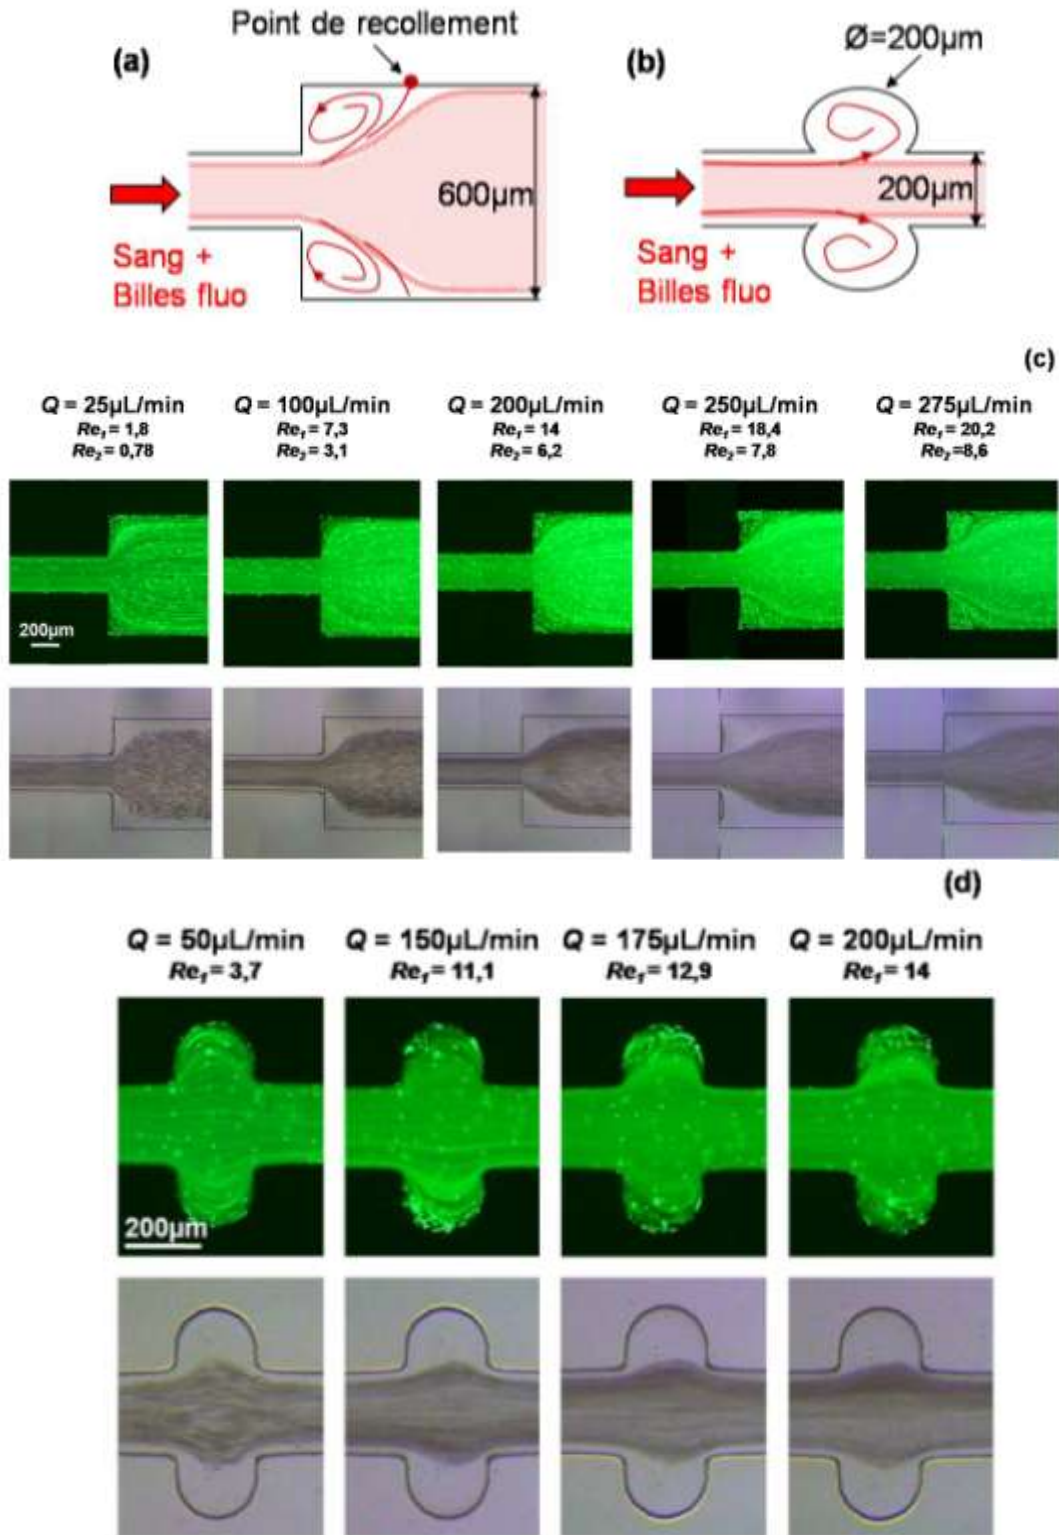 Point de recollement
(a)
600µm
Sang +
Billes fluo
(b)
Ø=200µm
200µm
Sang +
Billes fluo
(c)
Q = 25µL/min
Re₁ = 1,8
Re₂ = 0,78
Q = 100µL/min
Re₁ = 7,3
Re₂ = 3,1
Q = 200µL/min
Re₁ = 14
Re₂ = 6,2
Q = 250µL/min
Re₁ = 18,4
Re₂ = 7,8
Q = 275µL/min
Re₁ = 20,2
Re₂ =8,6
200µm
(d)
Q = 50µL/min
Re₁ = 3,7
Q = 150µL/min
Re₁ = 11,1
Q = 175µL/min
Re₁ = 12,9
Q = 200µL/min
Re₁ = 14
200µm